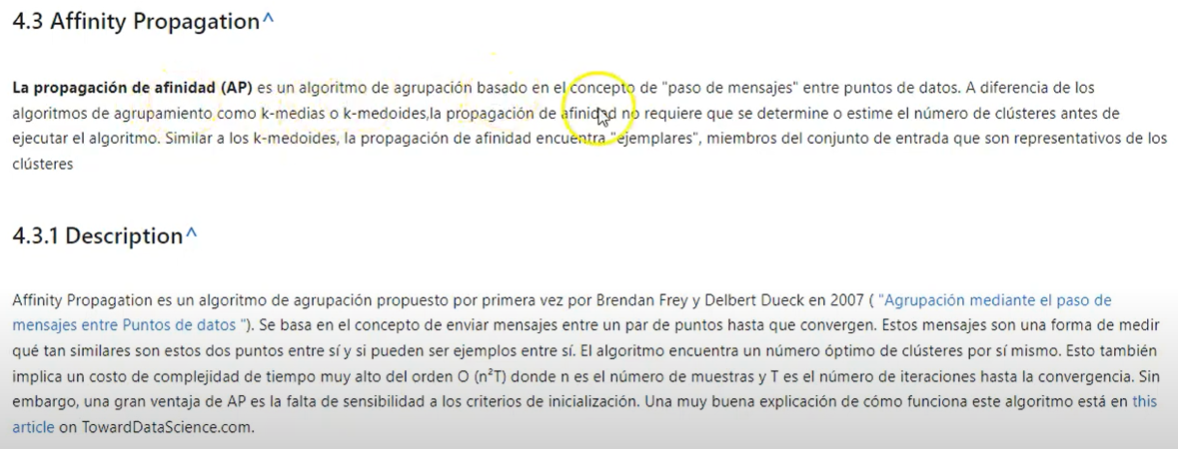 4.3 Affinity Propagation^
La propagación de afinidad (AP) es un algoritmo de agrupación basado en el concepto de "paso de mensajes" entre puntos de datos. A diferencia de los
algoritmos de agrupamiento como k-medias o k-medoides,la propagación de afinidad no requiere que se determine o estime el número de clústeres antes de
ejecutar el algoritmo. Similar a los k-medoides, la propagación de afinidad encuentra "ejemplares", miembros del conjunto de entrada que son representativos de los
clústeres
4.3.1 Description^
Affinity Propagation es un algoritmo de agrupación propuesto por primera vez por Brendan Frey y Delbert Dueck en 2007 ( "Agrupación mediante el paso de
mensajes entre Puntos de datos "). Se basa en el concepto de enviar mensajes entre un par de puntos hasta que convergen. Estos mensajes son una forma de medir
qué tan similares son estos dos puntos entre sí y si pueden ser ejemplos entre sí. El algoritmo encuentra un número óptimo de clústeres por sí mismo. Esto también
implica un costo de complejidad de tiempo muy alto del orden O (n²T) donde n es el número de muestras y T es el número de iteraciones hasta la convergencia. Sin
embargo, una gran ventaja de AP es la falta de sensibilidad a los criterios de inicialización. Una muy buena explicación de cómo funciona este algoritmo está en this
article on TowardDataScience.com.